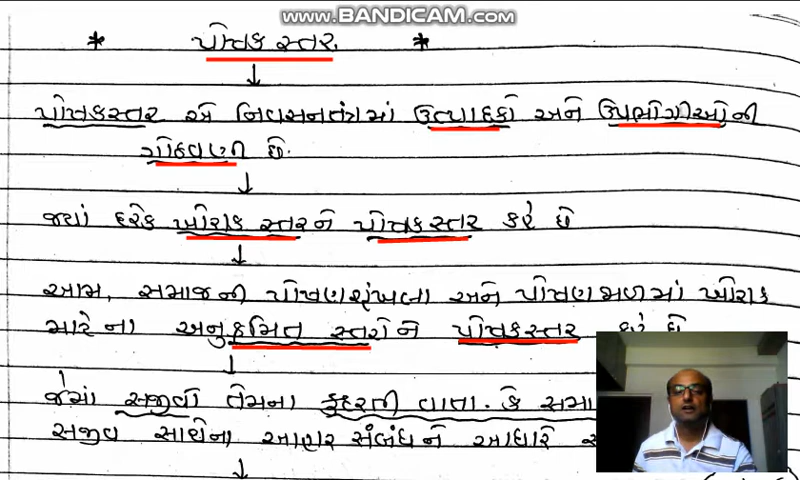 www.BANDICAM.com
* પોષક સ્તર. *
પોષકસ્તર એ નિવસનતંત્રમાં ઉત્પાદકો અને ઉપભોગીઓની
ગોઠવણી છે.
જ્યાં દરેક ખોરાક સ્તરને પોષકસ્તર કહે છે
આમ, સમાજની પોષણશૃંખલા અને પોષણજાળમાં ખોરાક
માટેના અનુક્રમિત સ્તરોને પોષકસ્તર કહે છે
જેમાં સજીવો તેમના કુદરતી વાતા. કે
સજીવ સાથેના આહાર સંબંધને આધારે